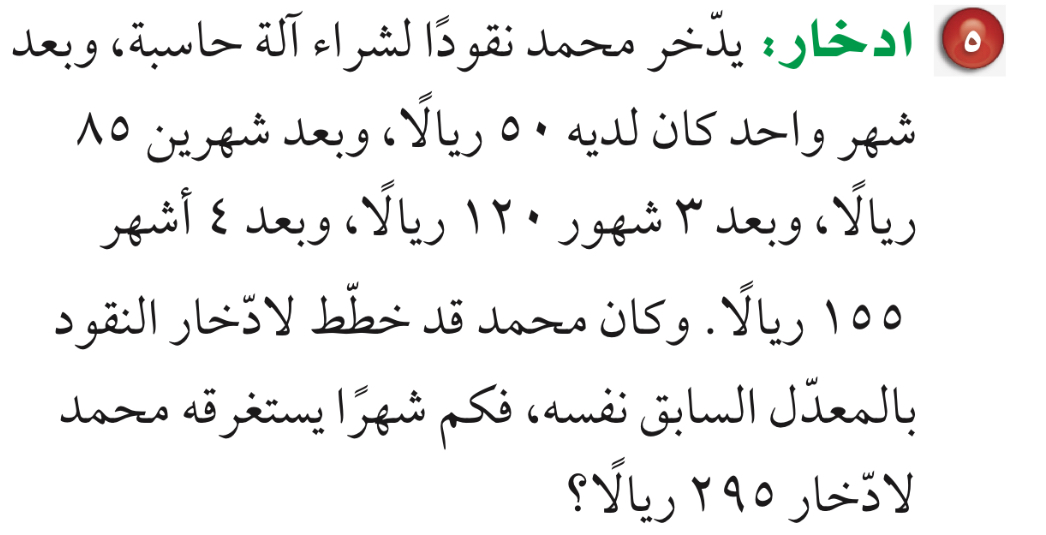 ٥ ادخار: يدّخر محمد نقودًا لشراء آلة حاسبة، وبعد
شهر واحد كان لديه ٥٠ ريالًا، وبعد شهرين ٨٥
ريالًا، وبعد ٣ شهور ١٢٠ ريالًا، وبعد ٤ أشهر
١٥٥ ريالًا. وكان محمد قد خطّط لادّخار النقود
بالمعدّل السابق نفسه، فكم شهرًا يستغرقه محمد
لادّخار ٢٩٥ ريالًا؟